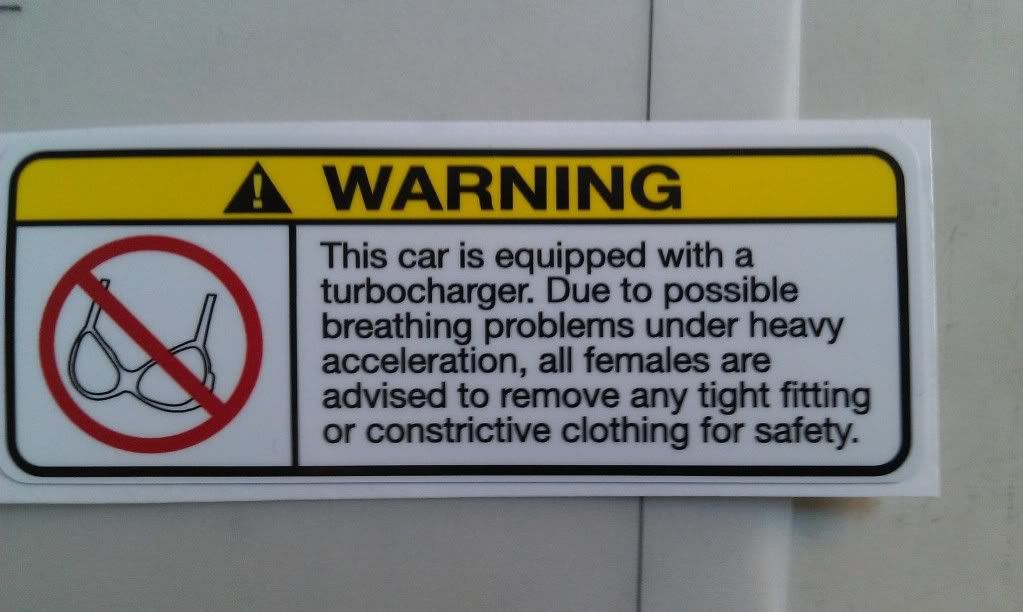 WARNING
This car is equipped with a
turbocharger. Due to possible
breathing problems under heavy
acceleration, all females are
advised to remove any tight fitting
or constrictive clothing for safety.